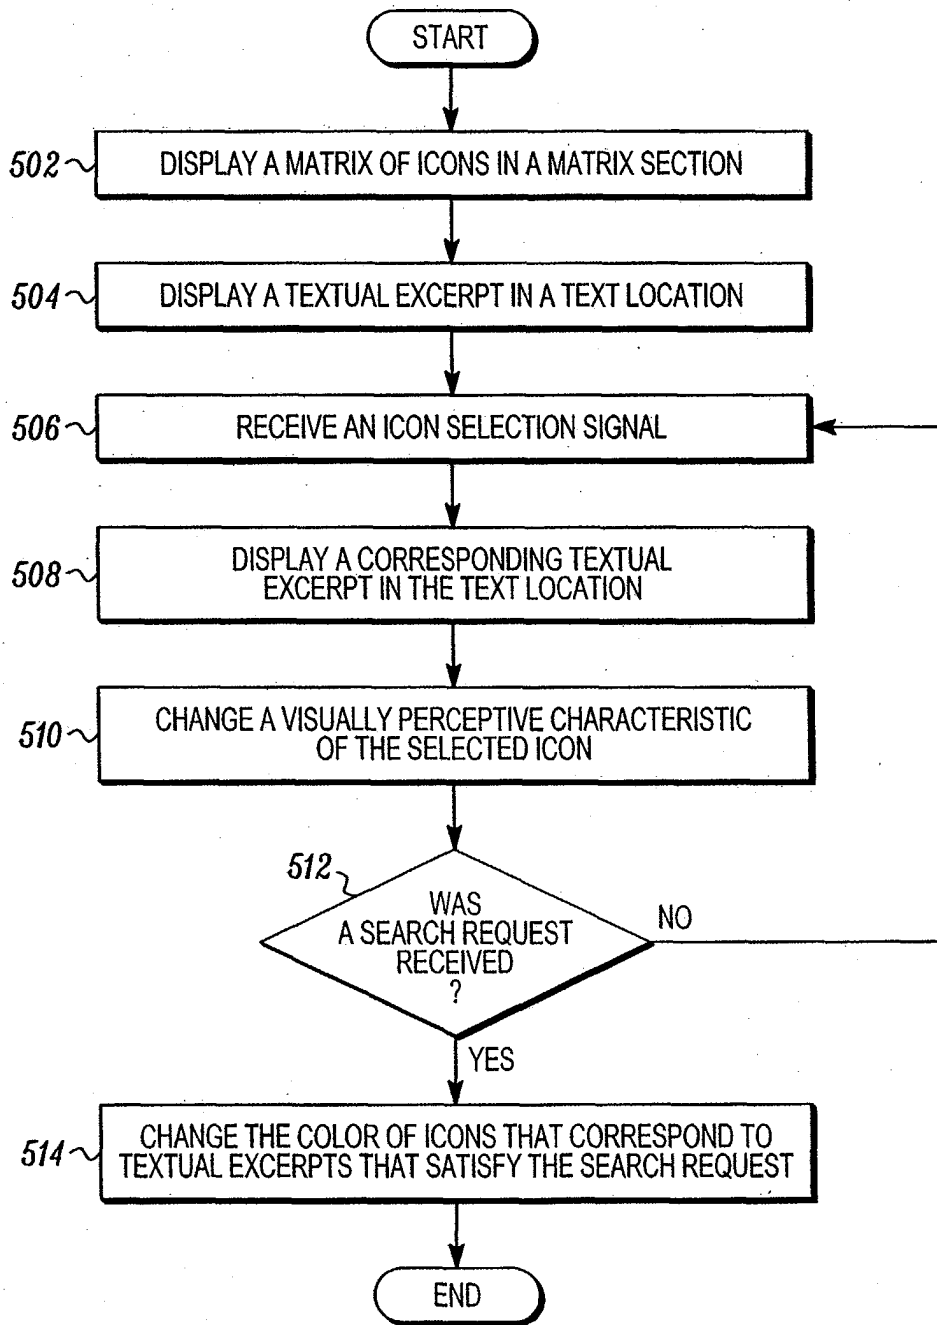 START
502
DISPLAY A MATRIX OF ICONS IN A MATRIX SECTION
504
DISPLAY A TEXTUAL EXCERPT IN A TEXT LOCATION
506
RECEIVE AN ICON SELECTION SIGNAL
508
DISPLAY A CORRESPONDING TEXTUAL
EXCERPT IN THE TEXT LOCATION
510
CHANGE A VISUALLY PERCEPTIVE CHARACTERISTIC
OF THE SELECTED ICON
512
WAS
A SEARCH REQUEST
RECEIVED
?
NO
YES
514
CHANGE THE COLOR OF ICONS THAT CORRESPOND TO
TEXTUAL EXCERPTS THAT SATISFY THE SEARCH REQUEST
END